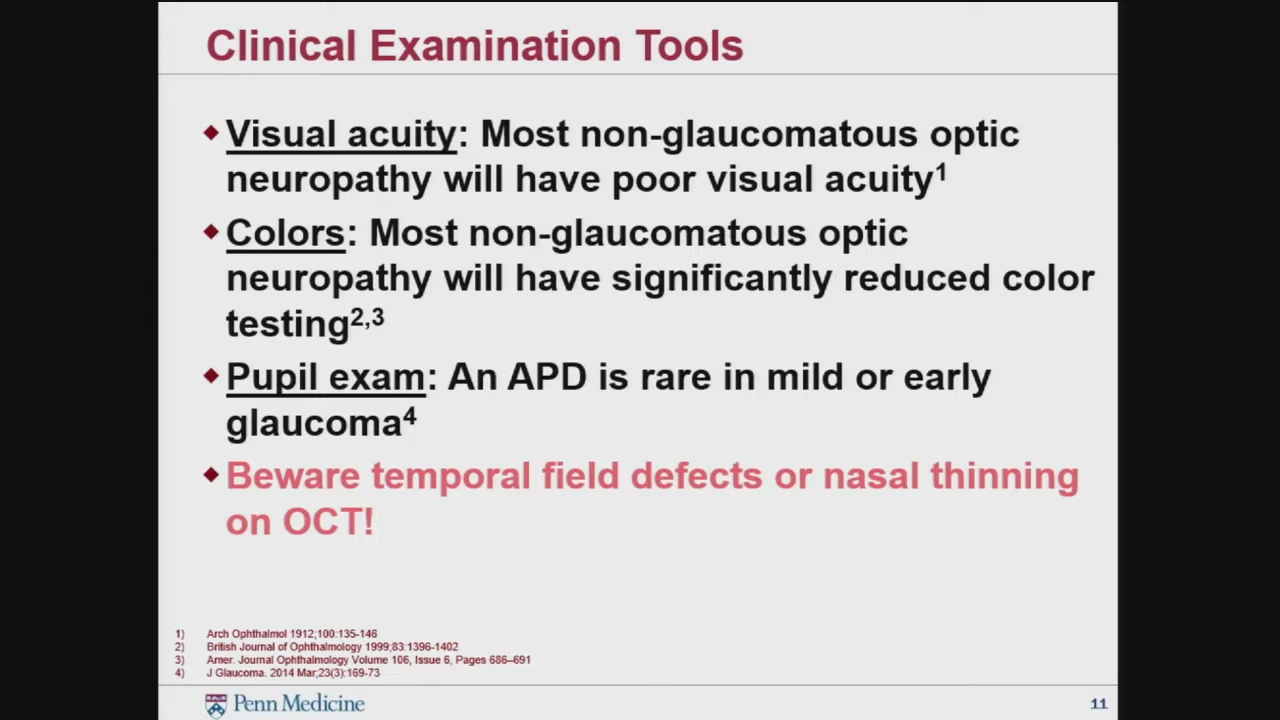 Clinical Examination Tools
Visual acuity: Most non-glaucomatous optic
neuropathy will have poor visual acuity1
Colors: Most non-glaucomatous optic
neuropathy will have significantly reduced color
testing2,3
Pupil exam: An APD is rare in mild or early
glaucoma4
Beware temporal field defects or nasal thinning
on OCT!
1) Arch Ophthalmol 1912;100:135-146
2) British Journal of Ophthalmology 1999;83:1396-1402
3) Amer. Journal Ophthalmology Volume 106, Issue 6, Pages 686–691
4) J Glaucoma. 2014 Mar;23(3):169-73
Penn Medicine
11